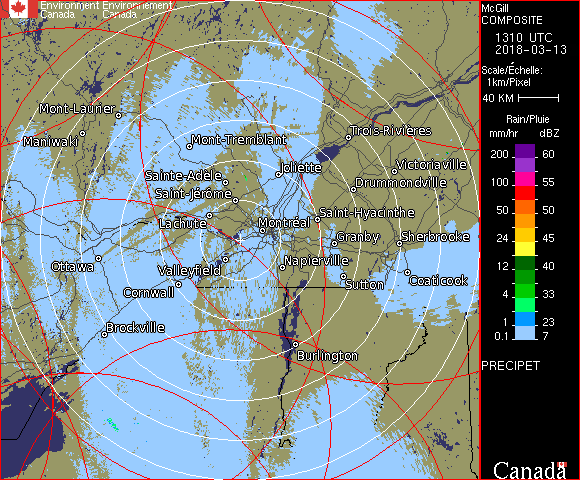 Environment Environnement
Canada Canada
McGill
COMPOSITE
1310 UTC
2018-03-13
Scale/Échelle:
1km/Pixel
40 KM
Rain/Pluie
mm/hr dBZ
200 60
100 55
50 50
24 45
12 40
4 33
1 23
0.1 7
PRECIPET
Canada
Mont-Laurier
Maniwaki
Mont-Tremblant
Trois-Rivières
Joliette
Victoriaville
Sainte-Adèle
Drummondville
Saint-Jérôme
Lachute
Montréal
Saint-Hyacinthe
Granby
Sherbrooke
Ottawa
Valleyfield
Napierville
Cornwall
Sutton
Coaticook
Brockville
Burlington